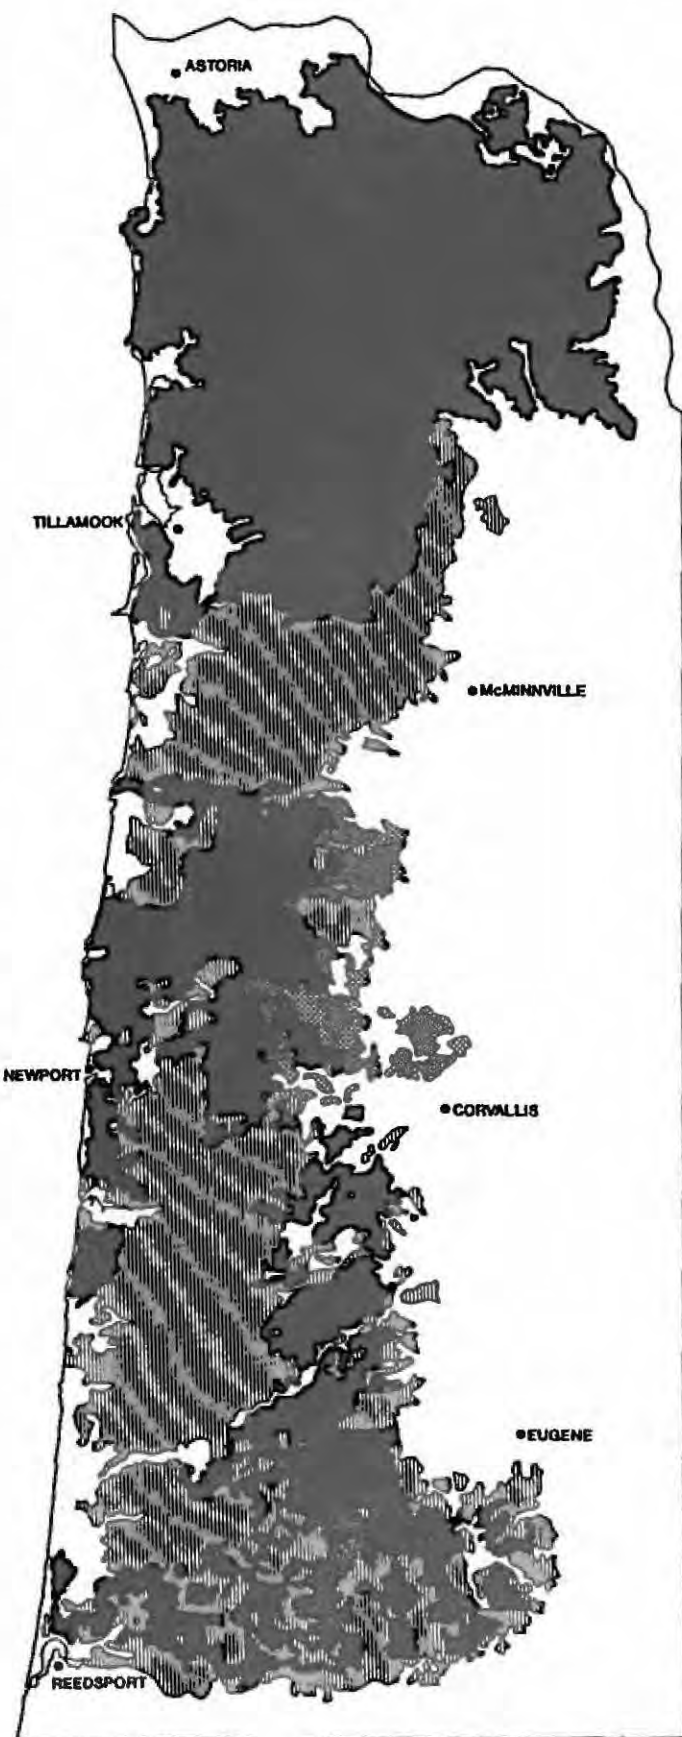 ASTORIA
TILLAMOOK
McMINNVILLE
NEWPORT
CORVALLIS
EUGENE
REEDSPORT